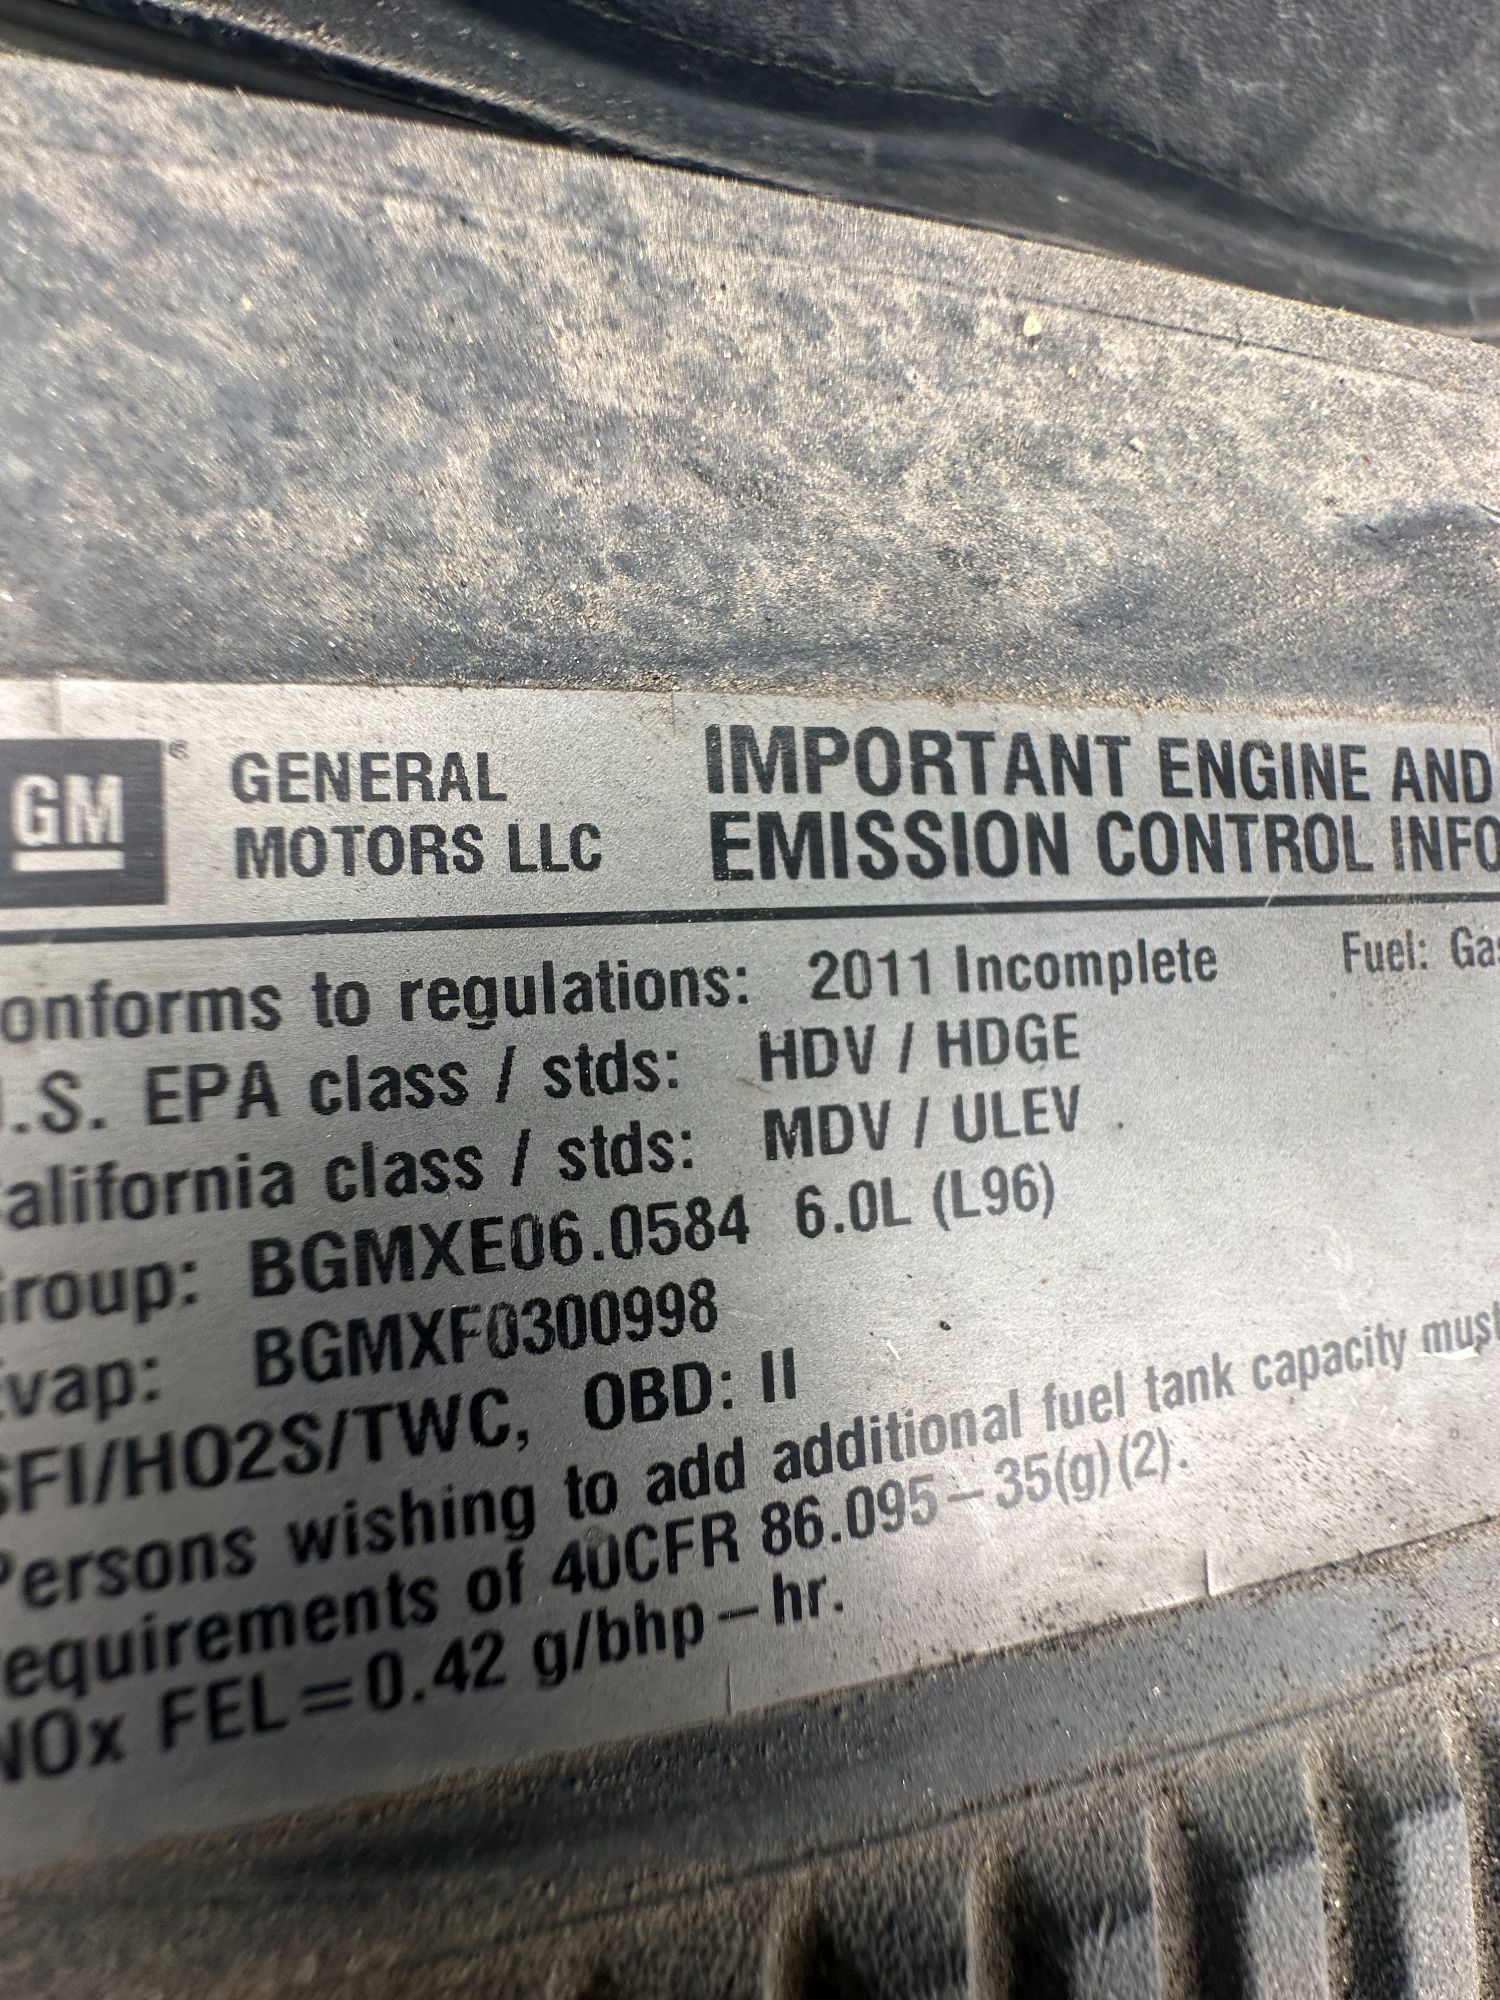 GM® GENERAL MOTORS LLC
IMPORTANT ENGINE AND
EMISSION CONTROL INFO
onforms to regulations: 2011 Incomplete Fuel: Gas
.S. EPA class / stds: HDV / HDGE
alifornia class / stds: MDV / ULEV
roup: BGMXE06.0584 6.0L (L96)
vap: BGMXF0300998
SFI/HO2S/TWC, OBD: II
Persons wishing to add additional fuel tank capacity must
equirements of 40CFR 86.095-35(g)(2).
NOx FEL=0.42 g/bhp-hr.